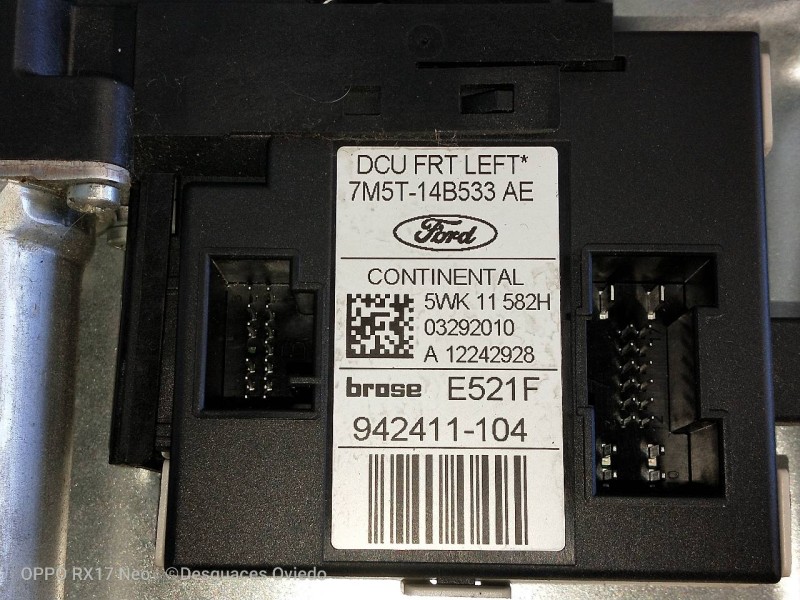 DCU FRT LEFT*
7M5T-14B533 AE
Ford
CONTINENTAL
5WK 11 582H
03292010
A 12242928
brose E521F
942411-104
OPPO RX17 Neo ©Desguaces Oviedo